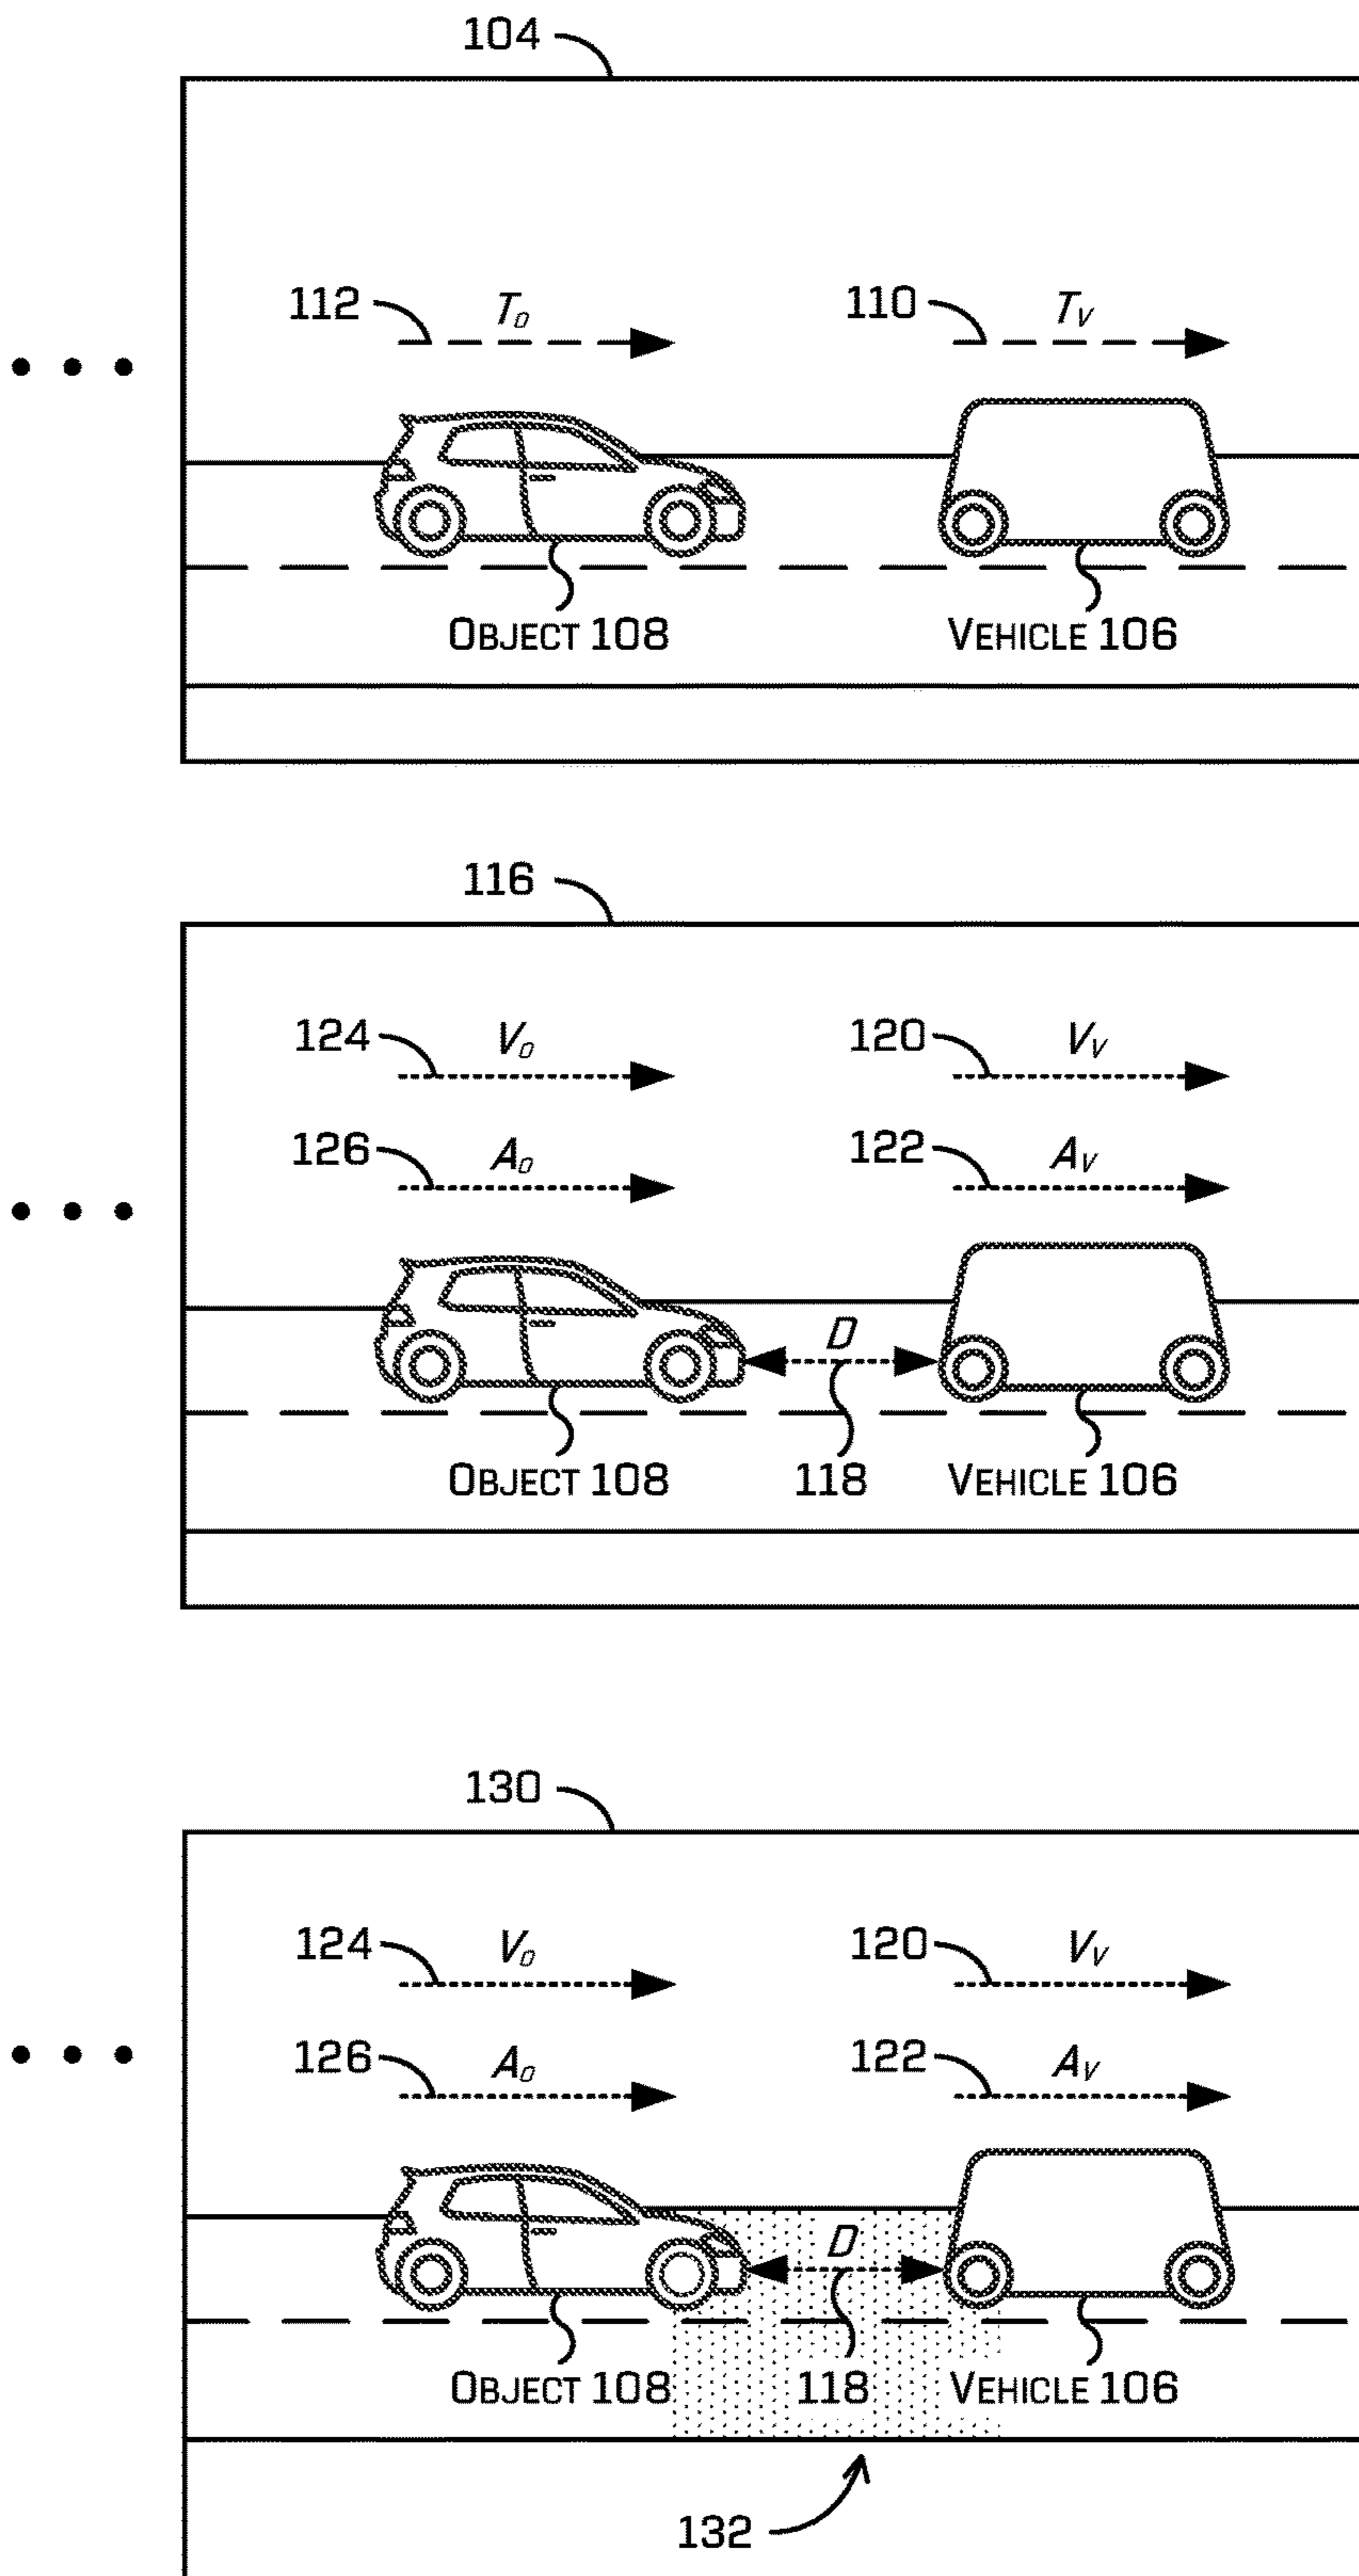 104
112 T₀ 110 Tᵥ
OBJECT 108 VEHICLE 106
116
124 V₀ 120 Vᵥ
126 A₀ 122 Aᵥ
D
OBJECT 108 118 VEHICLE 106
130
124 V₀ 120 Vᵥ
126 A₀ 122 Aᵥ
D
OBJECT 108 118 VEHICLE 106
132